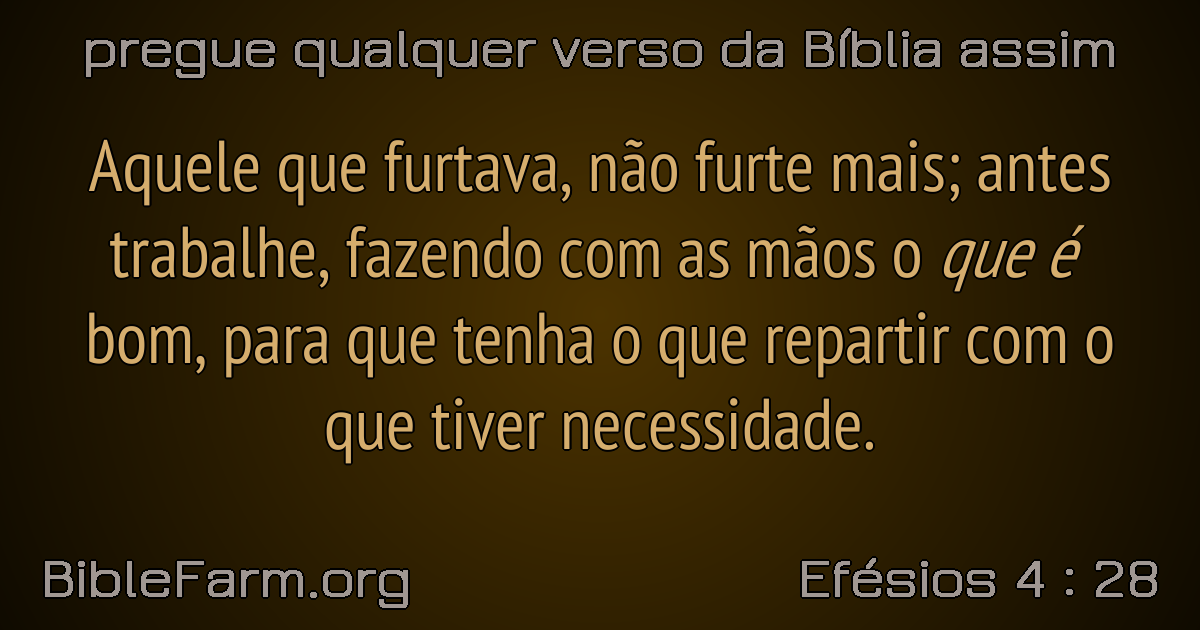 pregue qualquer verso da Bíblia assim
Aquele que furtava, não furte mais; antes
trabalhe, fazendo com as mãos o que é
bom, para que tenha o que repartir com o
que tiver necessidade.
BibleFarm.org
Efésios 4 : 28